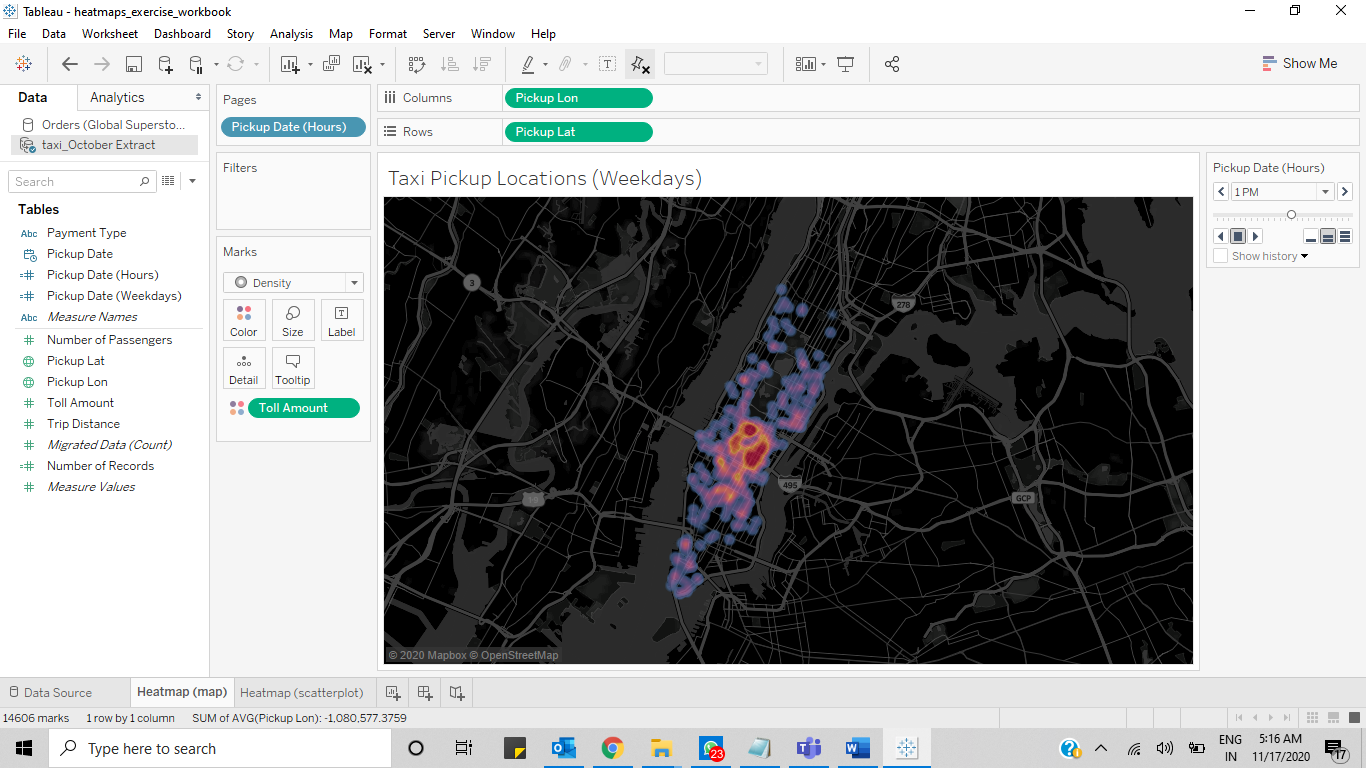 Tableau - heatmaps_exercise_workbook
File Data Worksheet Dashboard Story Analysis Map Format Server Window Help
T
Show Me
Data Analytics
Orders (Global Supersto...
taxi_October Extract
Search
Tables
Abc Payment Type
Pickup Date
Pickup Date (Hours)
Pickup Date (Weekdays)
Abc Measure Names
Number of Passengers
Pickup Lat
Pickup Lon
Toll Amount
Trip Distance
Migrated Data (Count)
Number of Records
Measure Values
Pages
Pickup Date (Hours)
Filters
Marks
Density
Color Size Label
Detail Tooltip
Toll Amount
Columns Pickup Lon
Rows Pickup Lat
Taxi Pickup Locations (Weekdays)
3
278
495
GCP
© 2020 Mapbox © OpenStreetMap
Pickup Date (Hours)
1 PM
Show history
Data Source Heatmap (map) Heatmap (scatterplot)
14606 marks 1 row by 1 column SUM of AVG(Pickup Lon): -1,080,577.3759
Type here to search
23
ENG
IN
5:16 AM
11/17/2020
17